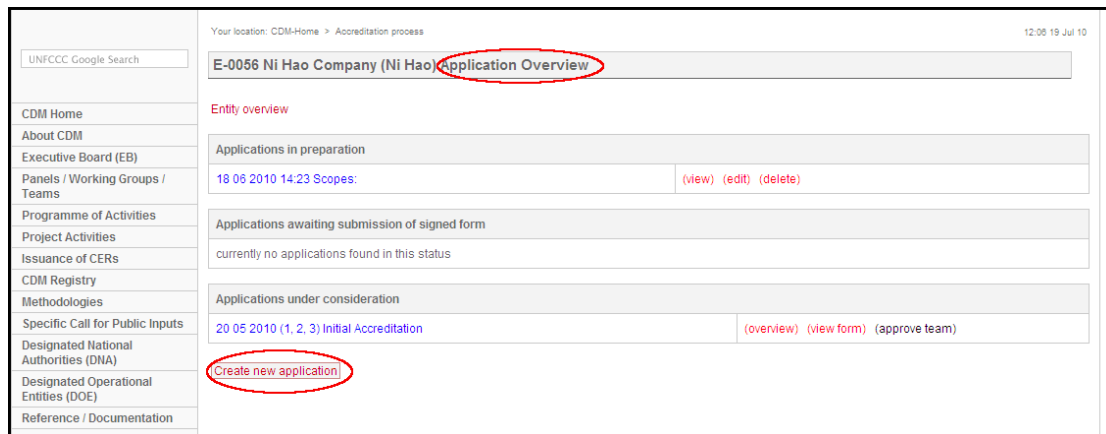 Your location: CDM-Home > Accreditation process
12:06 19 Jul 10
UNFCCC Google Search
E-0056 Ni Hao Company (Ni Hao) Application Overview
Entity overview
CDM Home
About CDM
Executive Board (EB)
Panels / Working Groups /
Teams
Programme of Activities
Project Activities
Issuance of CERs
CDM Registry
Methodologies
Specific Call for Public Inputs
Designated National
Authorities (DNA)
Designated Operational
Entities (DOE)
Reference / Documentation
Applications in preparation
18 06 2010 14:23 Scopes:
(view) (edit) (delete)
Applications awaiting submission of signed form
currently no applications found in this status
Applications under consideration
20 05 2010 (1, 2, 3) Initial Accreditation
(overview) (view form) (approve team)
Create new application